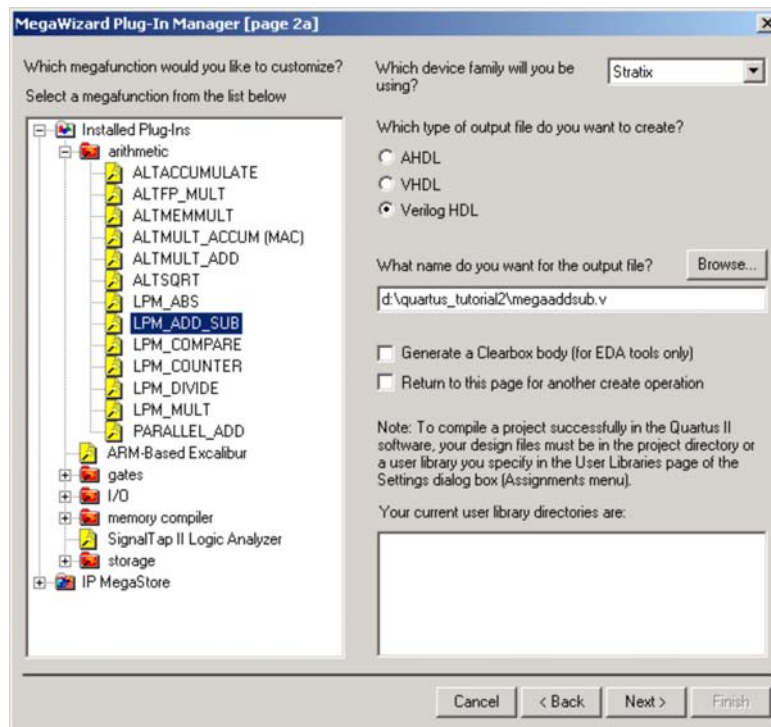 MegaWizard Plug-In Manager [page 2a]
Which megafunction would you like to customize?
Select a megafunction from the list below
Installed Plug-Ins
arithmetic
ALTACCUMULATE
ALTFP_MULT
ALTMEMMULT
ALTMULT_ACCUM (MAC)
ALTMULT_ADD
ALTSQRT
LPM_ABS
LPM_ADD_SUB
LPM_COMPARE
LPM_COUNTER
LPM_DIVIDE
LPM_MULT
PARALLEL_ADD
ARM-Based Excalibur
gates
I/O
memory compiler
SignalTap II Logic Analyzer
storage
IP MegaStore
Which device family will you be
using?
Stratix
Which type of output file do you want to create?
AHDL
VHDL
Verilog HDL
What name do you want for the output file?
Browse...
d:\quartus_tutorial2\megaaddsub.v
Generate a Clearbox body (for EDA tools only)
Return to this page for another create operation
Note: To compile a project successfully in the Quartus II
software, your design files must be in the project directory or
a user library you specify in the User Libraries page of the
Settings dialog box (Assignments menu).
Your current user library directories are:
Cancel
< Back
Next >
Finish